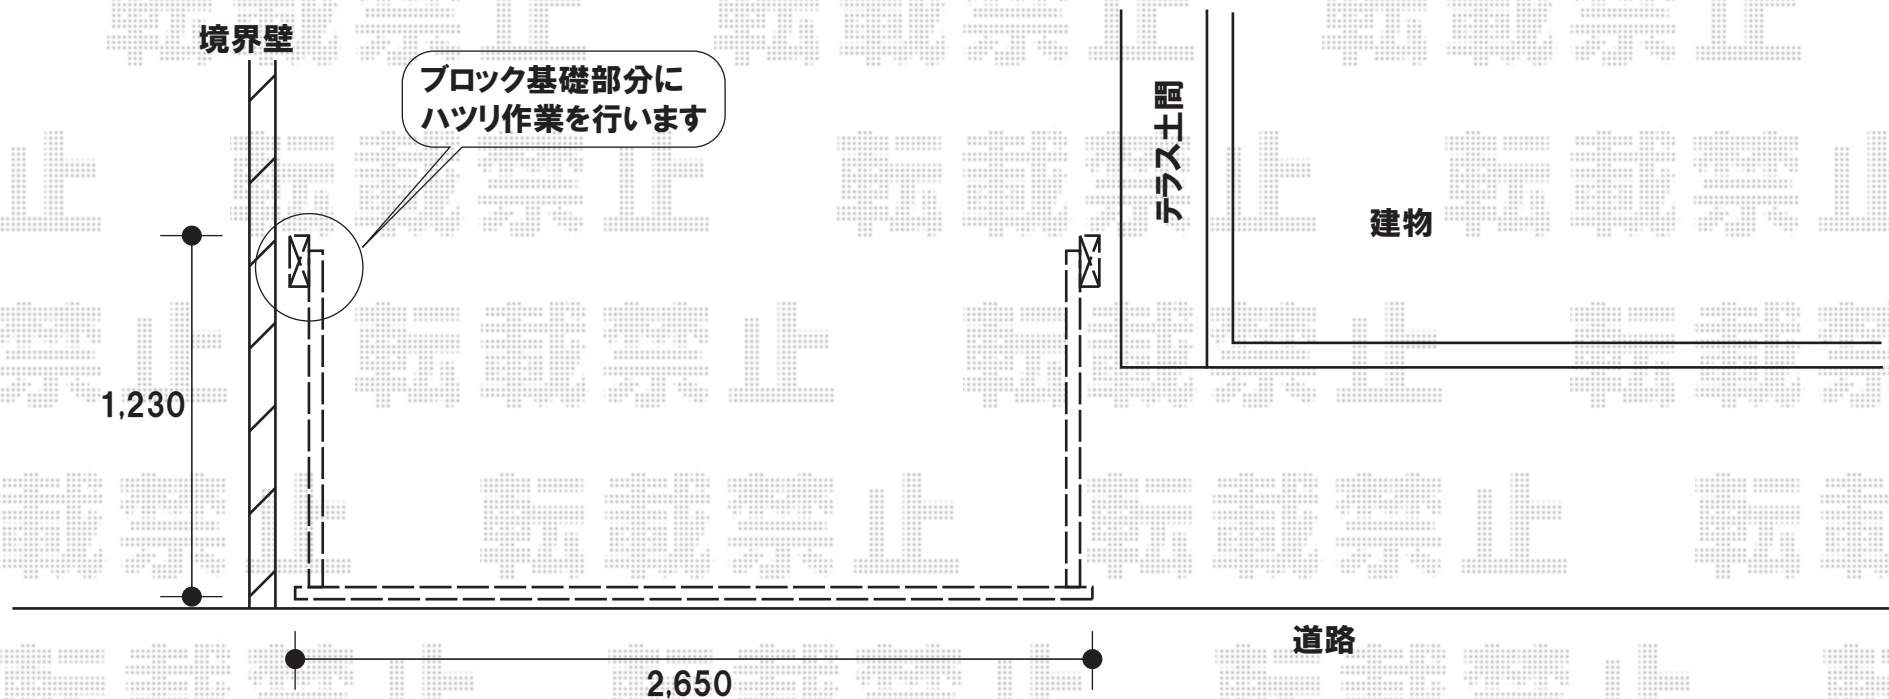 境界壁
ブロック基礎部分に
ハツリ作業を行います
テラス土間
建物
1,230
道路
2,650
転載禁止